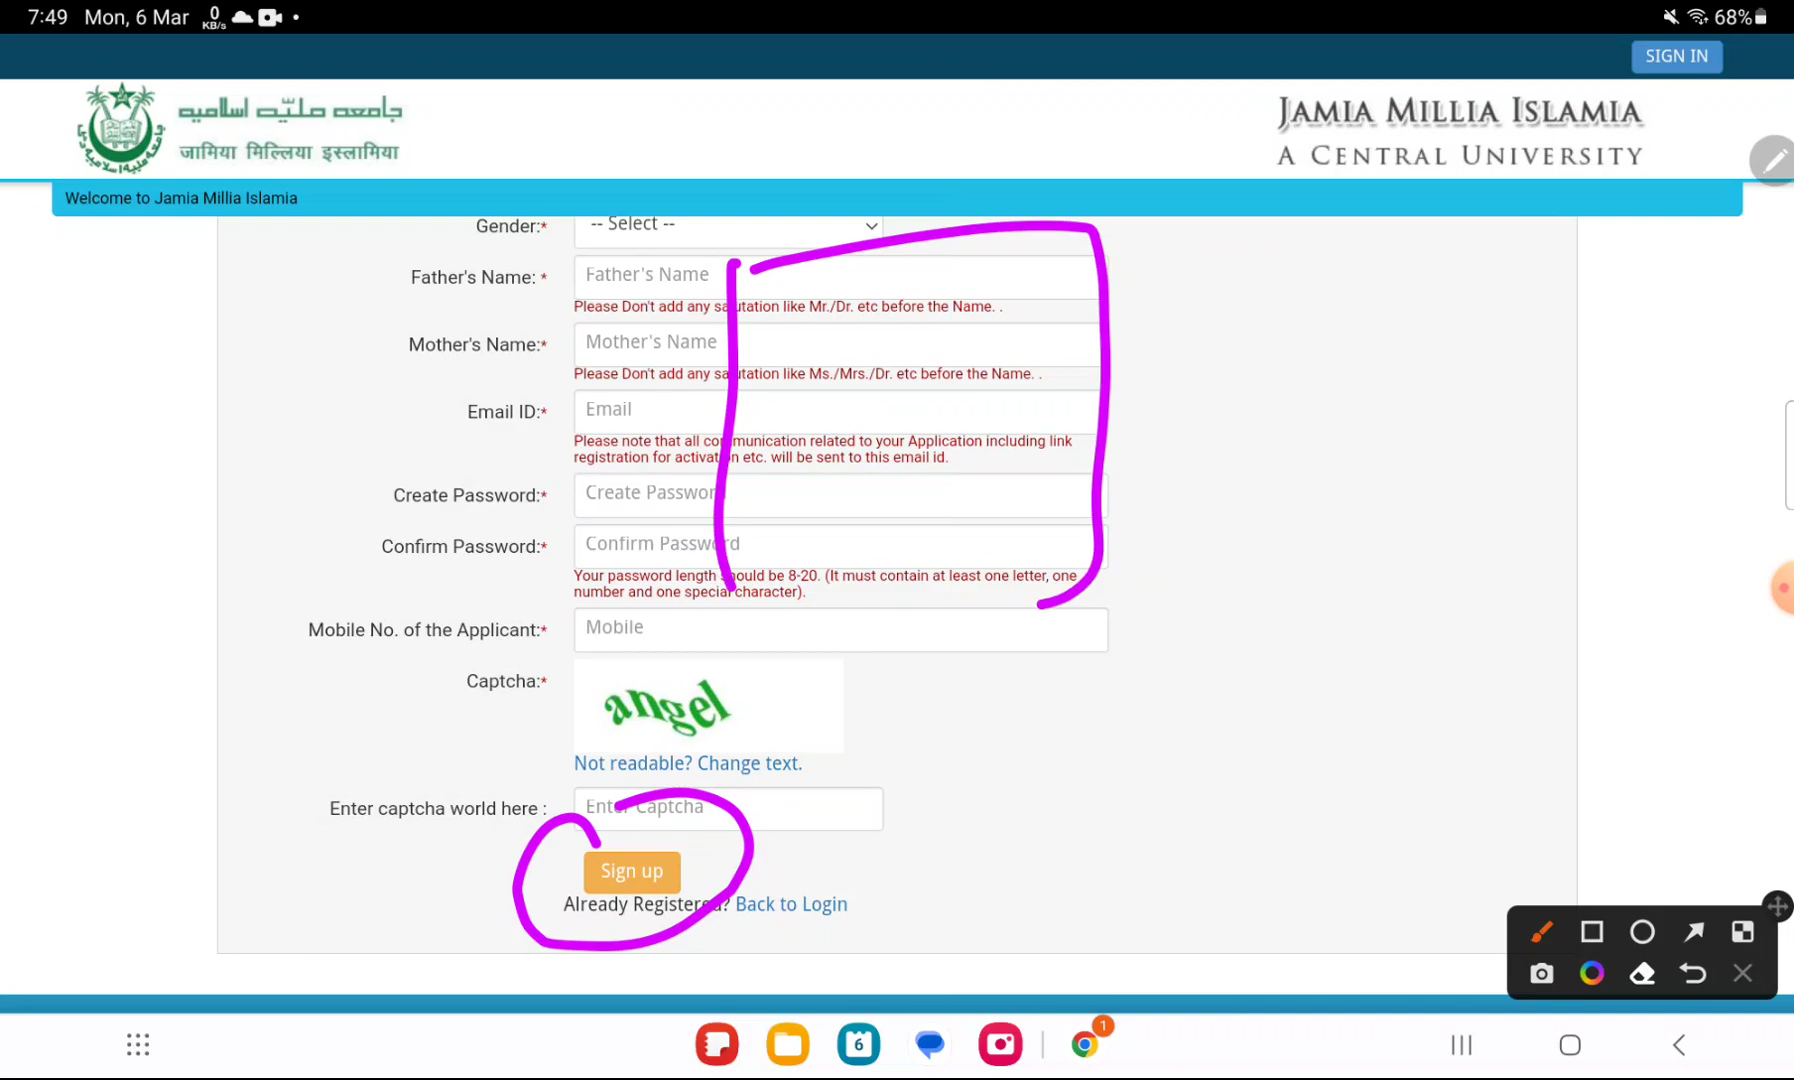 7:49 Mon, 6 Mar 0 KB/s 68%
SIGN IN
جامعہ ملیّہ اسلامیہ
जामिया मिल्लिया इस्लामिया
JAMIA MILLIA ISLAMIA
A CENTRAL UNIVERSITY
Welcome to Jamia Millia Islamia
Gender:* -- Select --
Father's Name: * Father's Name
Please Don't add any salutation like Mr./Dr. etc before the Name. .
Mother's Name:* Mother's Name
Please Don't add any salutation like Ms./Mrs./Dr. etc before the Name. .
Email ID:* Email
Please note that all communication related to your Application including link
registration for activation etc. will be sent to this email id.
Create Password:* Create Password
Confirm Password:* Confirm Password
Your password length should be 8-20. (It must contain at least one letter, one
number and one special character).
Mobile No. of the Applicant:* Mobile
Captcha:* angel
Not readable? Change text.
Enter captcha world here : Enter Captcha
Sign up
Already Registered? Back to Login
6 1